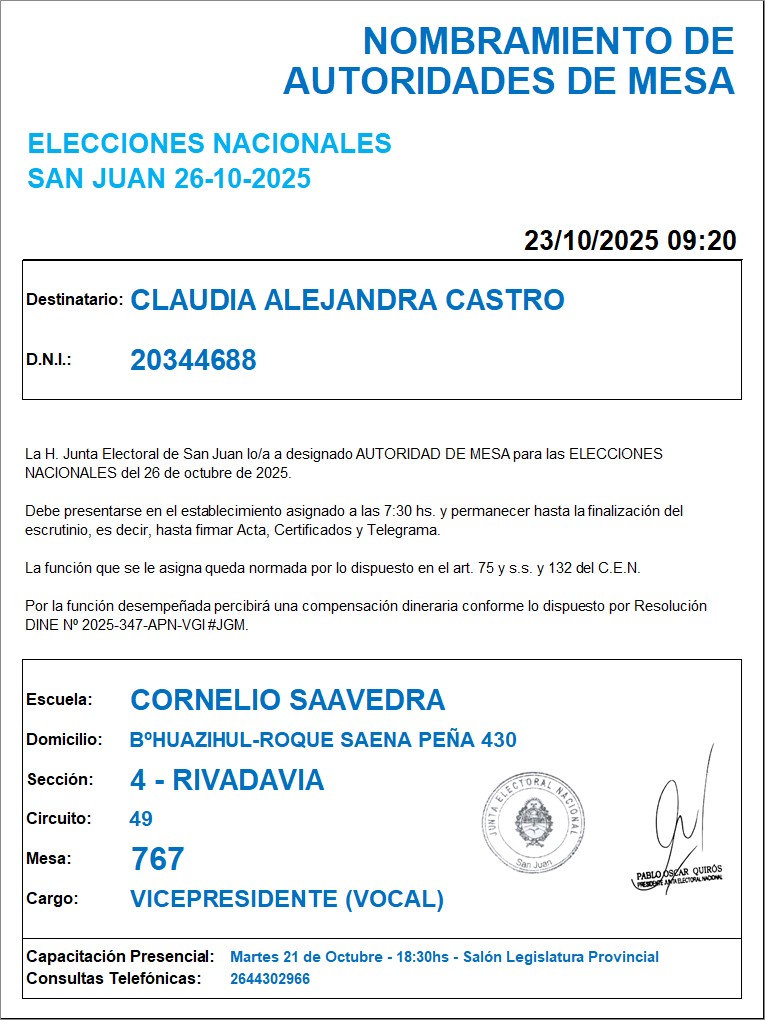 NOMBRAMIENTO DE
AUTORIDADES DE MESA
ELECCIONES NACIONALES
SAN JUAN 26-10-2025
23/10/2025 09:20
Destinatario: CLAUDIA ALEJANDRA CASTRO
D.N.I.: 20344688
La H. Junta Electoral de San Juan lo/a a designado AUTORIDAD DE MESA para las ELECCIONES
NACIONALES del 26 de octubre de 2025.
Debe presentarse en el establecimiento asignado a las 7:30 hs. y permanecer hasta la finalización del
escrutinio, es decir, hasta firmar Acta, Certificados y Telegrama.
La función que se le asigna queda normada por lo dispuesto en el art. 75 y s.s. y 132 del C.E.N.
Por la función desempeñada percibirá una compensación dineraria conforme lo dispuesto por Resolución
DINE Nº 2025-347-APN-VGI#JGM.
Escuela: CORNELIO SAAVEDRA
Domicilio: BºHUAZIHUL-ROQUE SAENA PEÑA 430
Sección: 4 - RIVADAVIA
Circuito: 49
Mesa: 767
Cargo: VICEPRESIDENTE (VOCAL)
JUNTA ELECTORAL NACIONAL
San Juan
PABLO OSCAR QUIRÓS
PRESIDENTE JUNTA ELECTORAL NACIONAL
Capacitación Presencial: Martes 21 de Octubre - 18:30hs - Salón Legislatura Provincial
Consultas Telefónicas: 2644302966